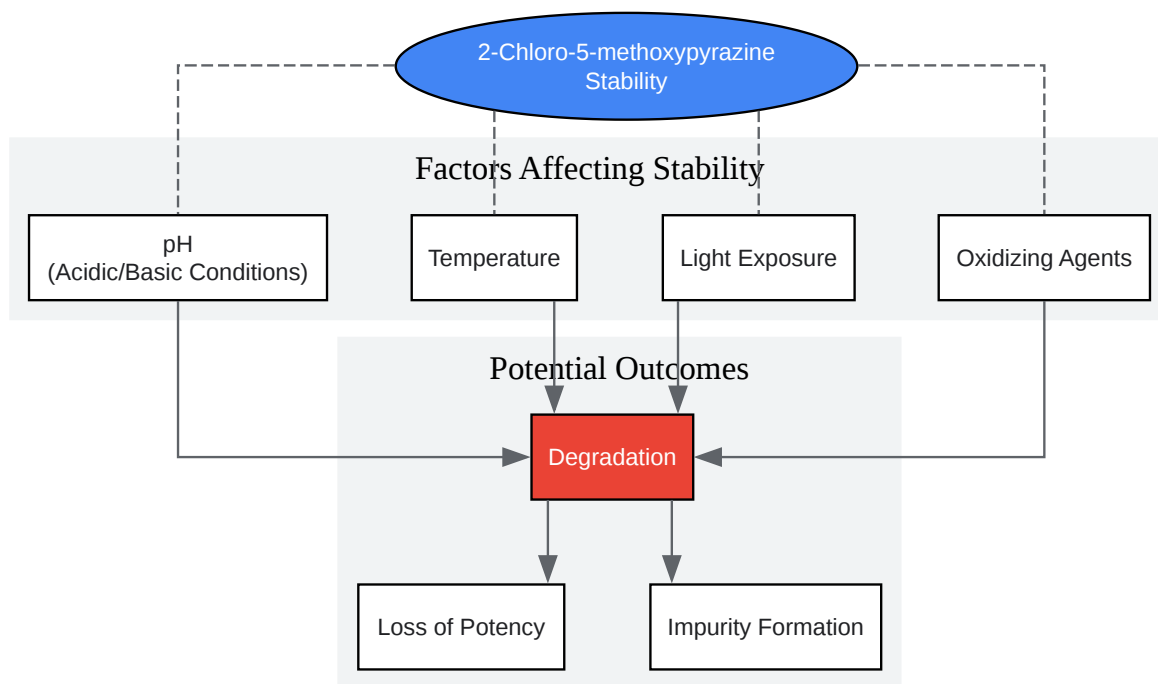 2-Chloro-5-methoxypyrazine
Stability
Factors Affecting Stability
pH
(Acidic/Basic Conditions)
Temperature
Light Exposure
Oxidizing Agents
Potential Outcomes
Degradation
Loss of Potency
Impurity Formation